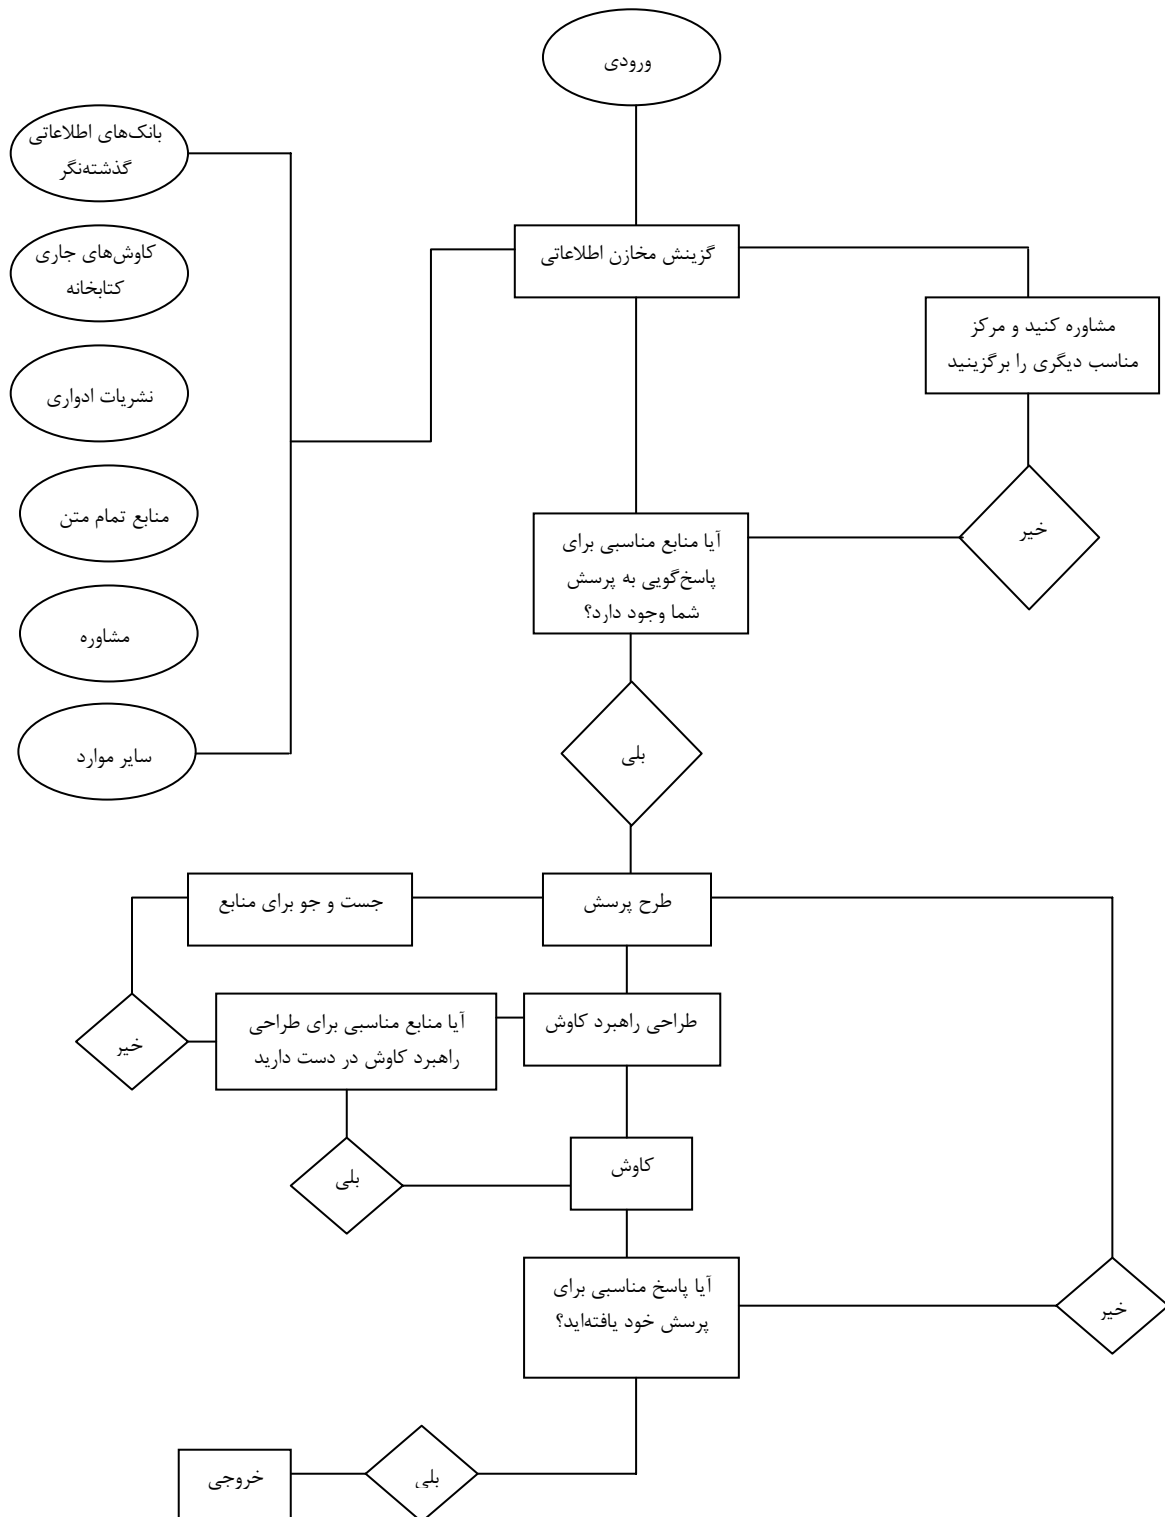 ورودی
بانک‌های اطلاعاتی
گذشته‌نگر
گزینش مخازن اطلاعاتی
کاوش‌های جاری
کتابخانه
مشاوره کنید و مرکز
مناسب دیگری را برگزینید
نشریات ادواری
منابع تمام متن
آیا منابع مناسبی برای
پاسخ‌گویی به پرسش
شما وجود دارد؟
خیر
مشاوره
سایر موارد
بلی
طرح پرسش
جست و جو برای منابع
طراحی راهبرد کاوش
آیا منابع مناسبی برای طراحی
راهبرد کاوش در دست دارید
خیر
کاوش
بلی
آیا پاسخ مناسبی برای
پرسش خود یافته‌اید؟
خیر
بلی
خروجی